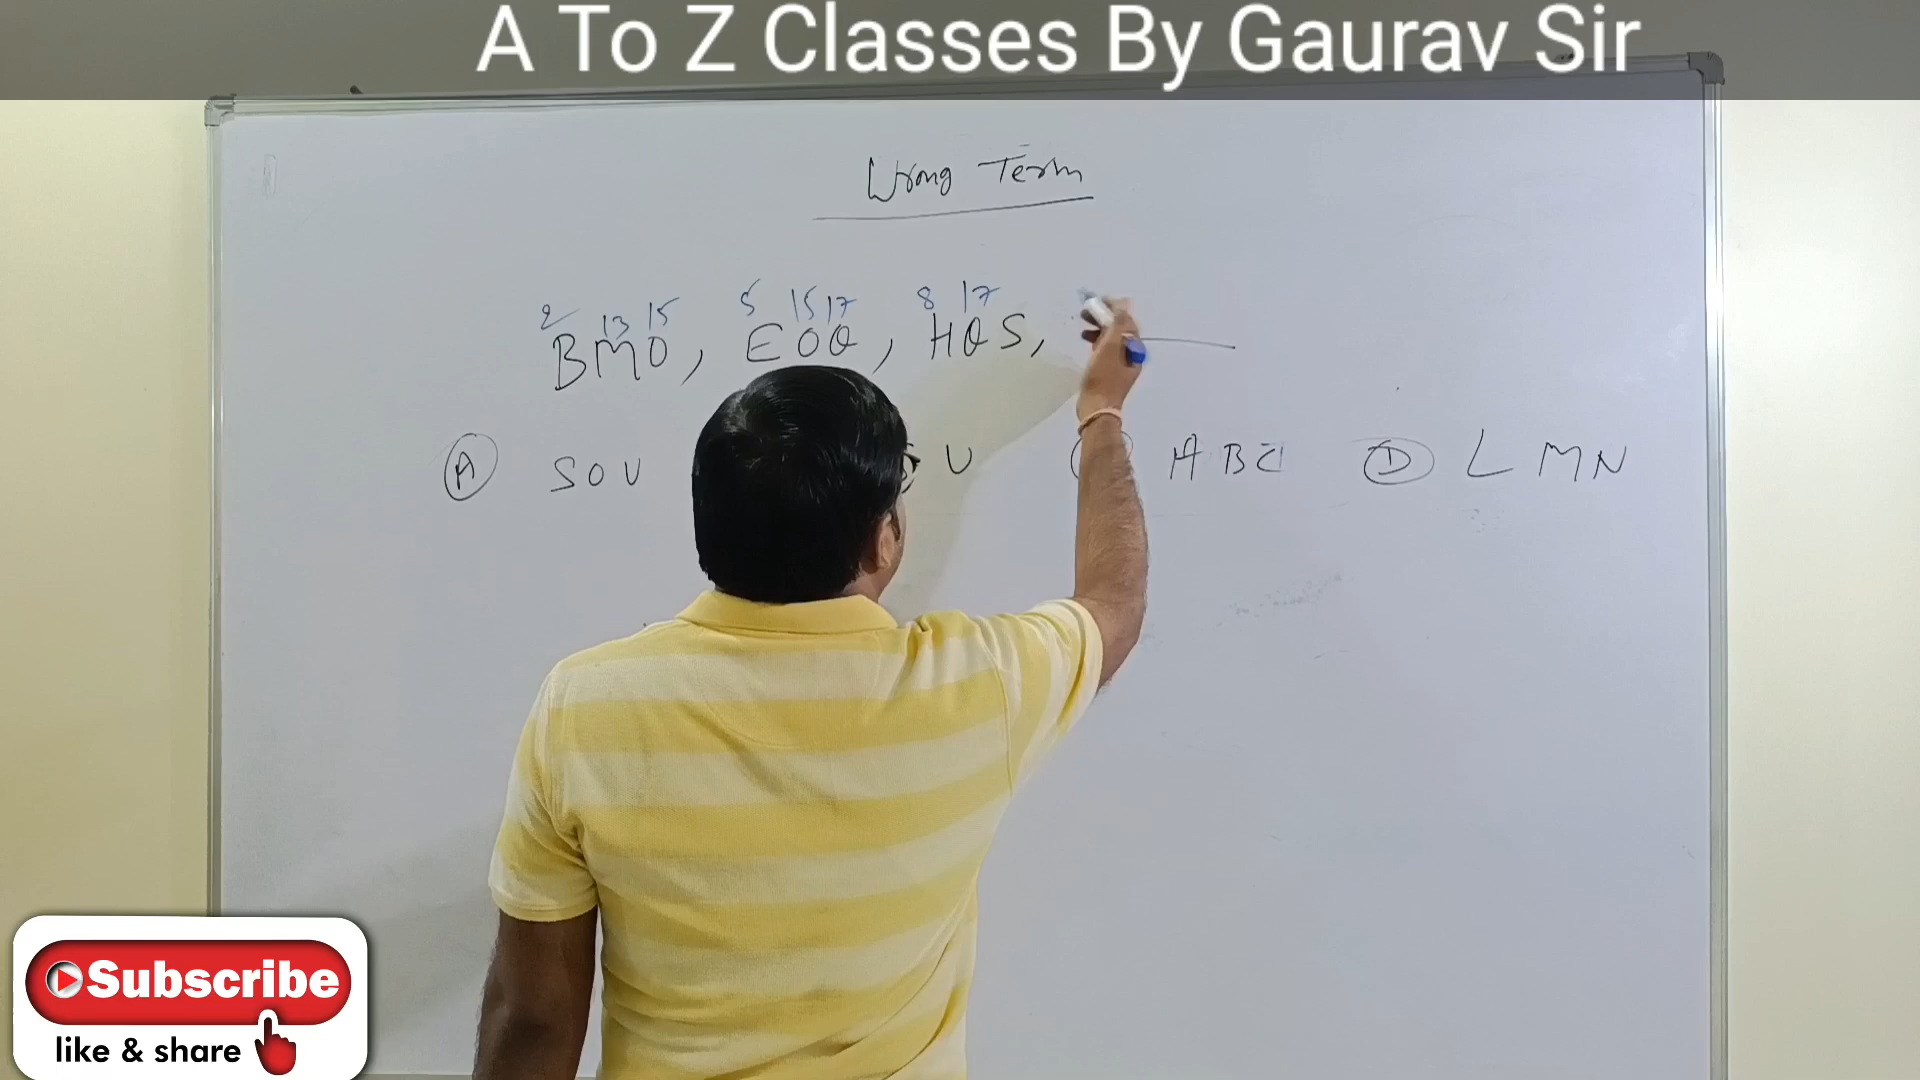 A To Z Classes By Gaurav Sir
Wrong Term
2 13 15 5 15 17 8 17
BMO, EOQ, HQS,
A SOU U ABC D LMN
Subscribe
like & share